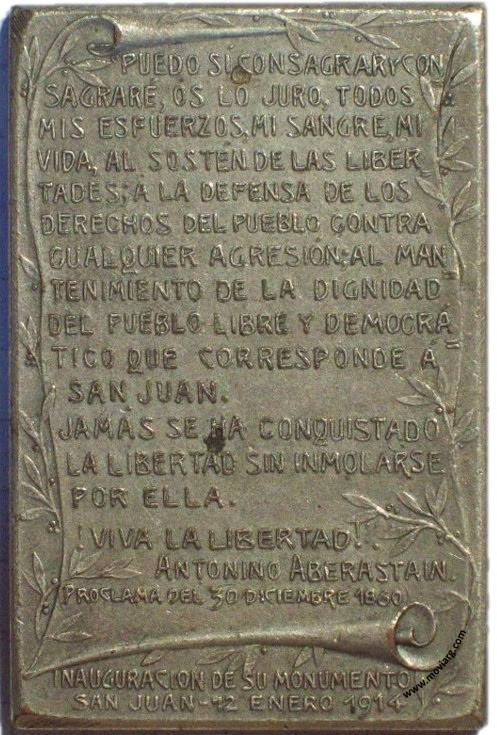 PUEDO SÍ CONSAGRAR Y CON
SAGRARÉ, OS LO JURO, TODOS
MIS ESFUERZOS, MI SANGRE, MI
VIDA, AL SOSTÉN DE LAS LIBER
TADES; A LA DEFENSA DE LOS
DERECHOS DEL PUEBLO CONTRA
CUALQUIER AGRESIÓN; AL MAN
TENIMIENTO DE LA DIGNIDAD
DEL PUEBLO LIBRE Y DEMOCRÁ=
TICO QUE CORRESPONDE Á
SAN JUAN.
JAMÁS SE HA CONQUISTADO
LA LIBERTAD SIN INMOLARSE
POR ELLA.
¡VIVA LA LIBERTAD!.
ANTONINO ABERASTAIN.
(PROCLAMA DEL 30 DICIEMBRE 1860)
INAUGURACION DE SU MONUMENTO
SAN JUAN-12 ENERO 1914
www.moviarg.com